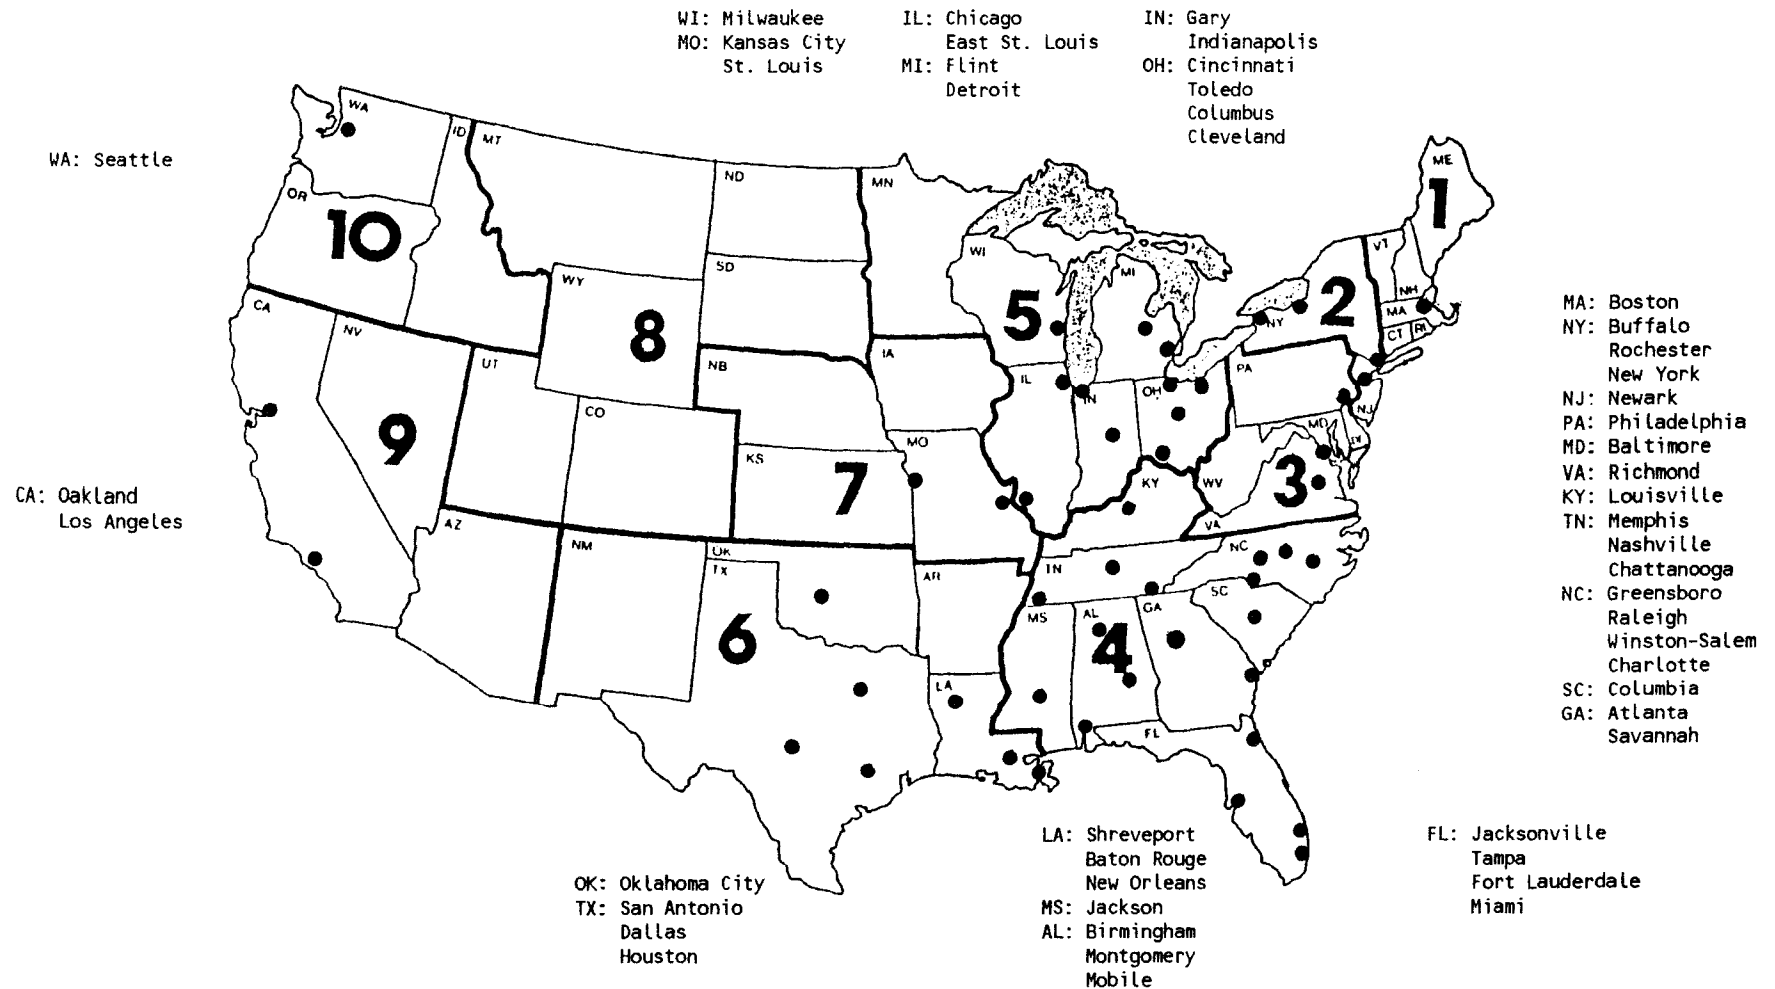 WI: Milwaukee
MO: Kansas City
St. Louis
IL: Chicago
East St. Louis
MI: Flint
Detroit
IN: Gary
Indianapolis
OH: Cincinnati
Toledo
Columbus
Cleveland
WA: Seattle
CA: Oakland
Los Angeles
WA
OR
10
ID
MT
ND
SD
MN
WI
MI
ME
1
VT
NH
MA
CT
RI
2
NY
5
8
WY
CA
NV
UT
9
CO
NB
IA
IL
IN
OH
PA
NJ
MD
KS
7
MO
KY
WV
3
VA
AZ
NM
OK
TX
AR
TN
NC
SC
MS
AL
GA
4
6
LA
FL
MA: Boston
NY: Buffalo
Rochester
New York
NJ: Newark
PA: Philadelphia
MD: Baltimore
VA: Richmond
KY: Louisville
TN: Memphis
Nashville
Chattanooga
NC: Greensboro
Raleigh
Winston-Salem
Charlotte
SC: Columbia
GA: Atlanta
Savannah
OK: Oklahoma City
TX: San Antonio
Dallas
Houston
LA: Shreveport
Baton Rouge
New Orleans
MS: Jackson
AL: Birmingham
Montgomery
Mobile
FL: Jacksonville
Tampa
Fort Lauderdale
Miami